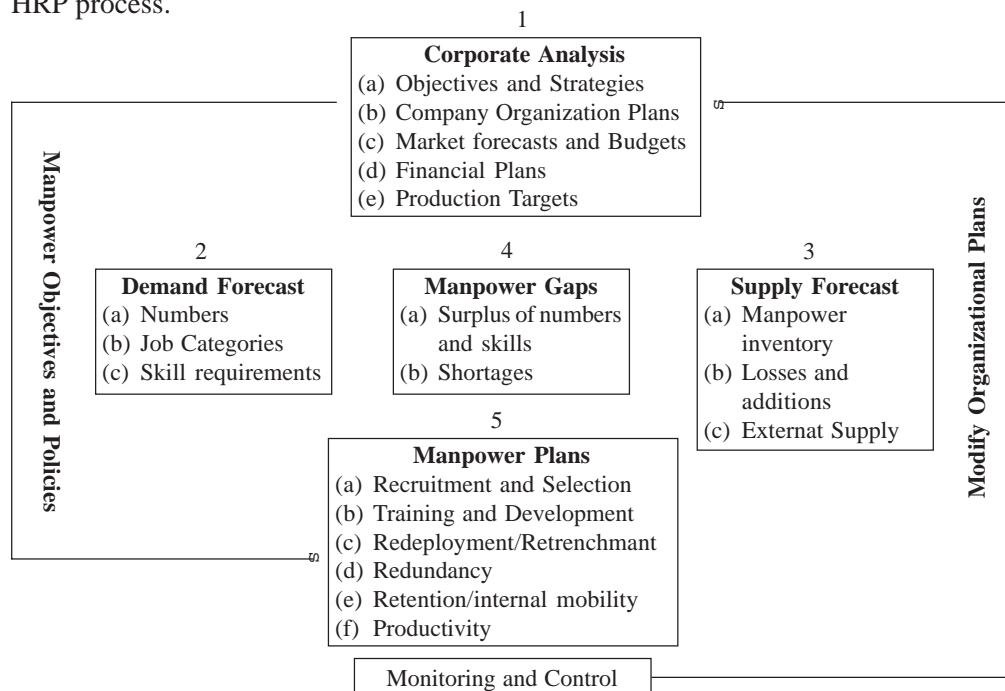 HRP process.
1
Corporate Analysis
(a) Objectives and Strategies
(b) Company Organization Plans
(c) Market forecasts and Budgets
(d) Financial Plans
(e) Production Targets
s
Manpower Objectives and Policies
2
Demand Forecast
(a) Numbers
(b) Job Categories
(c) Skill requirements
4
Manpower Gaps
(a) Surplus of numbers
and skills
(b) Shortages
3
Supply Forecast
(a) Manpower
inventory
(b) Losses and
additions
(c) Externat Supply
Modify Organizational Plans
5
Manpower Plans
(a) Recruitment and Selection
(b) Training and Development
(c) Redeployment/Retrenchmant
(d) Redundancy
(e) Retention/internal mobility
(f) Productivity
s
Monitoring and Control